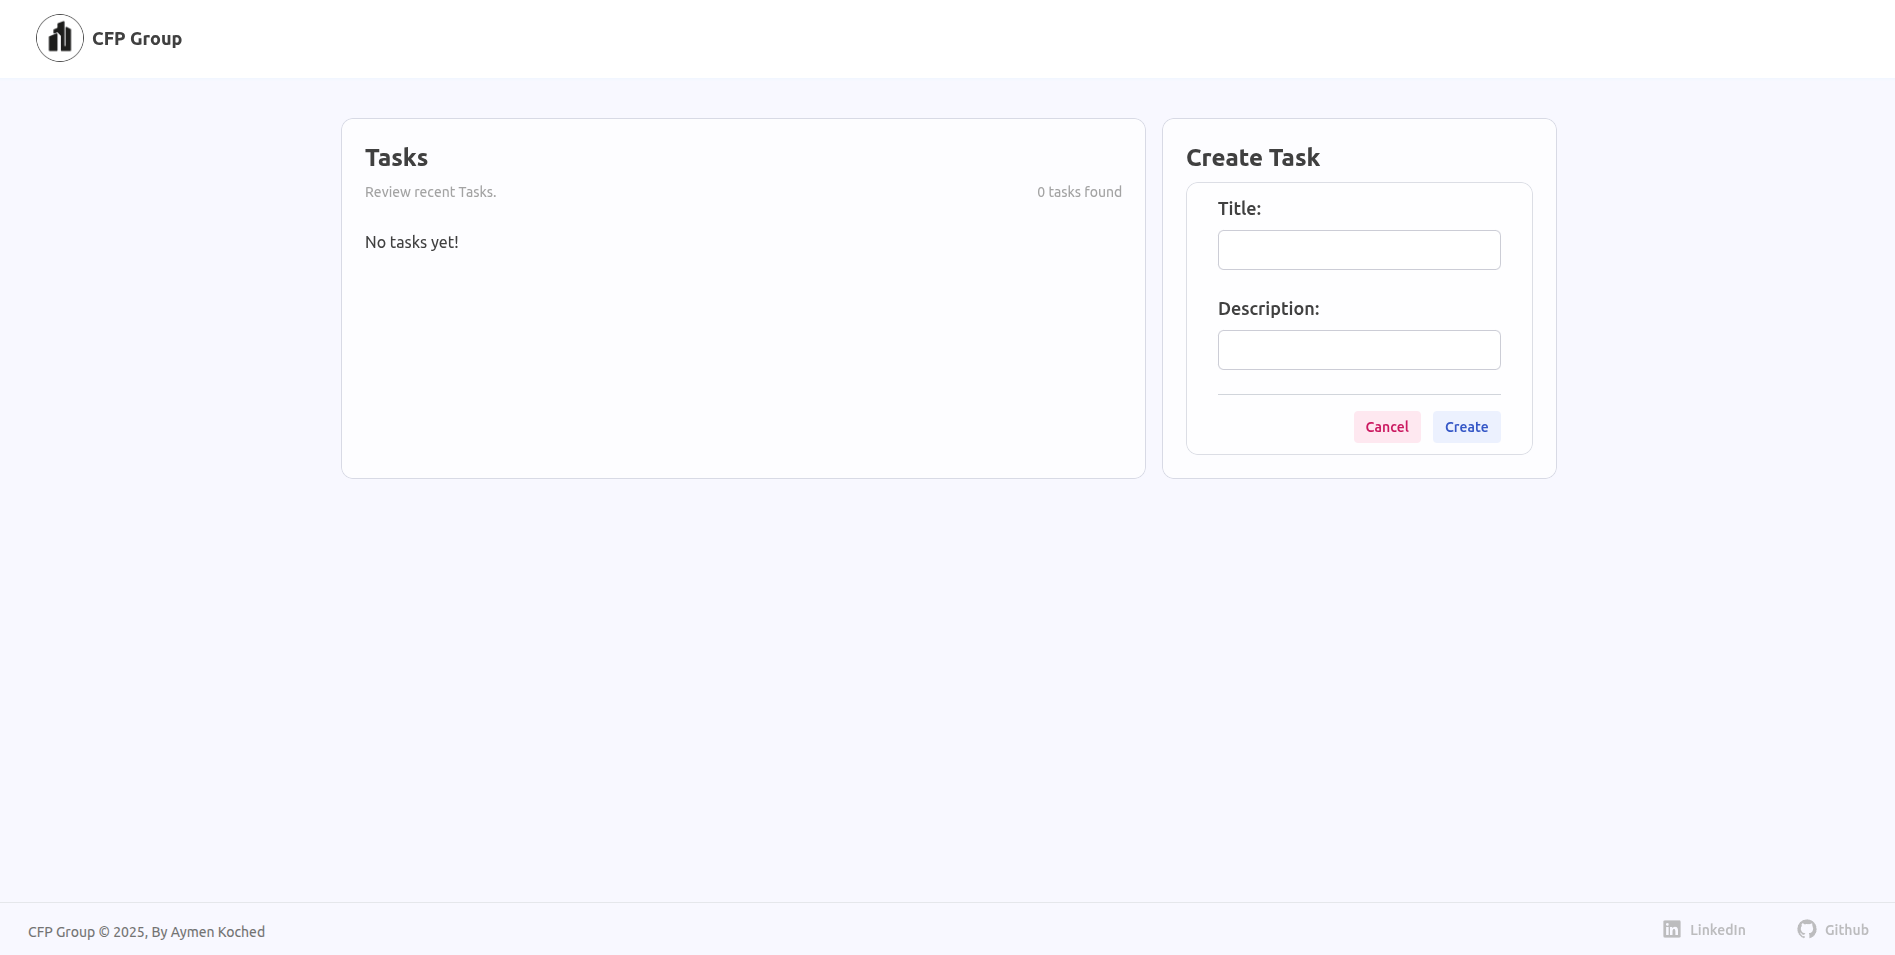 CFP Group
Tasks
Review recent Tasks.
0 tasks found
No tasks yet!
Create Task
Title:
Description:
Cancel
Create
CFP Group © 2025, By Aymen Koched
LinkedIn
Github